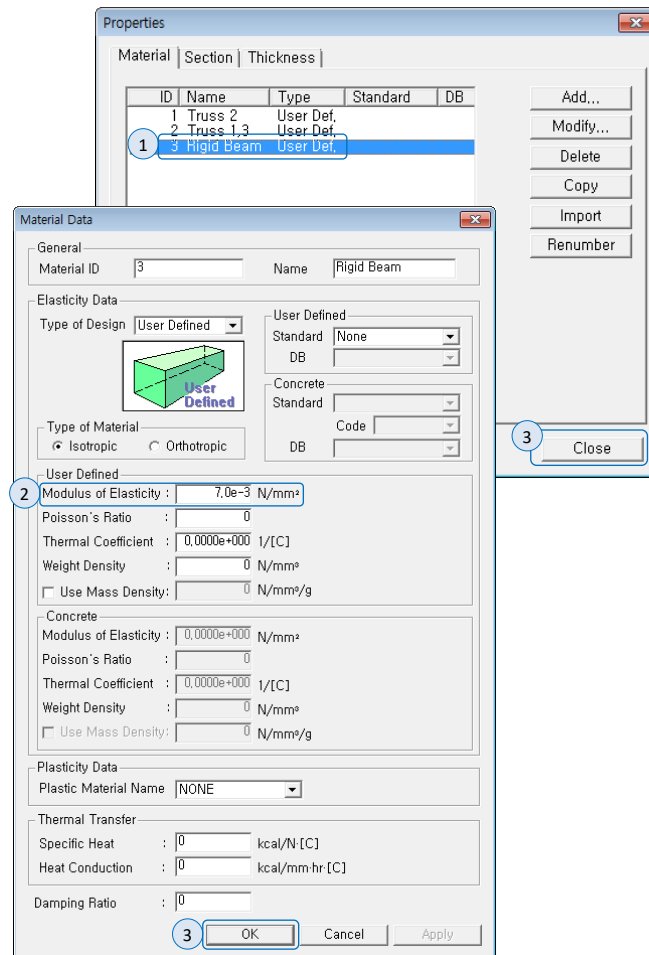 Properties
Material Section Thickness
ID Name Type Standard DB
1 Truss 2 User Def,
2 Truss 1,3 User Def,
3 Rigid Beam User Def,
1
Add,,,
Modify,,,
Delete
Copy
Import
Renumber
3
Close
Material Data
General
Material ID 3 Name Rigid Beam
Elasticity Data
Type of Design User Defined
User Defined
User Defined
Standard None
DB
Concrete
Standard
Code
DB
Type of Material
Isotropic Orthotropic
User Defined
2
Modulus of Elasticity : 7,0e-3 N/mm²
Poisson's Ratio : 0
Thermal Coefficient : 0,0000e+000 1/[C]
Weight Density : 0 N/mm³
Use Mass Density: 0 N/mm³/g
Concrete
Modulus of Elasticity : 0,0000e+000 N/mm²
Poisson's Ratio : 0
Thermal Coefficient : 0,0000e+000 1/[C]
Weight Density : 0 N/mm³
Use Mass Density: 0 N/mm³/g
Plasticity Data
Plastic Material Name NONE
Thermal Transfer
Specific Heat : 0 kcal/N·[C]
Heat Conduction : 0 kcal/mm·hr·[C]
Damping Ratio : 0
3 OK Cancel Apply